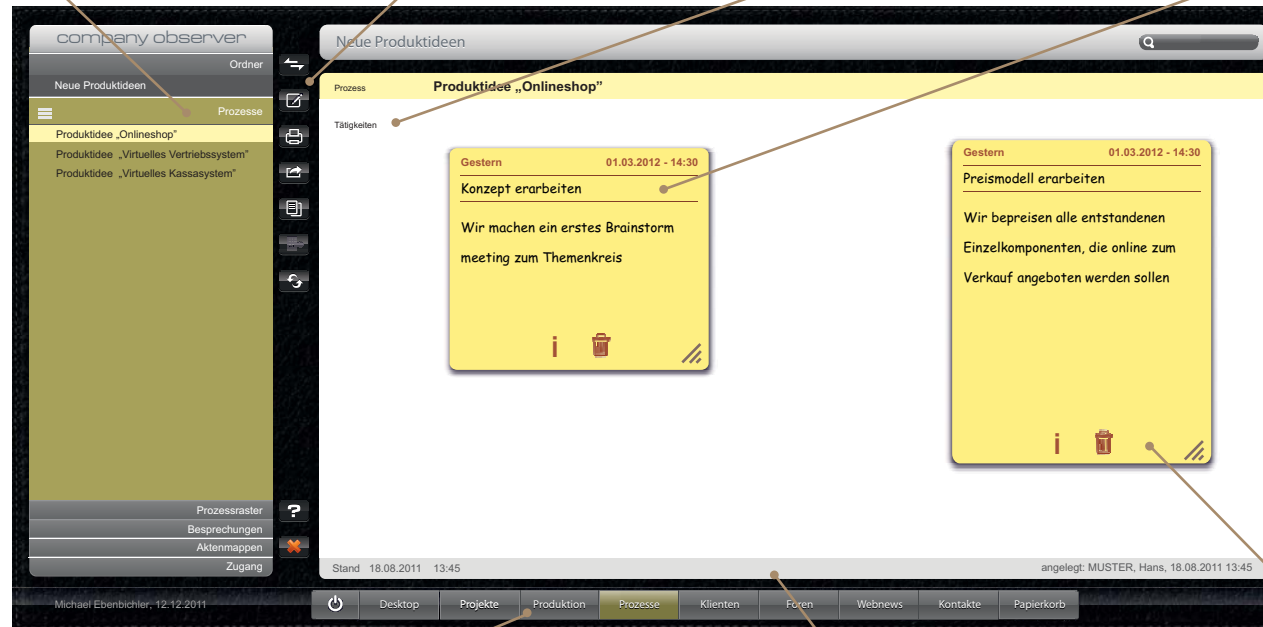 company observer
Ordner
Neue Produktideen
Prozesse
Produktidee „Onlineshop”
Produktidee „Virtuelles Vertriebssystem”
Produktidee „Virtuelles Kassasystem”
Prozessraster
Besprechungen
Aktenmappen
Zugang
Michael Ebenbichler, 12.12.2011
?
Neue Produktideen
Prozess Produktidee „Onlineshop”
Tätigkeiten
Gestern 01.03.2012 - 14:30
Konzept erarbeiten
Wir machen ein erstes Brainstorm
meeting zum Themenkreis
i
Gestern 01.03.2012 - 14:30
Preismodell erarbeiten
Wir bepreisen alle entstandenen
Einzelkomponenten, die online zum
Verkauf angeboten werden sollen
i
Stand 18.08.2011 13:45 angelegt: MUSTER, Hans, 18.08.2011 13:45
Desktop Projekte Produktion Prozesse Klienten Foren Webnews Kontakte Papierkorb